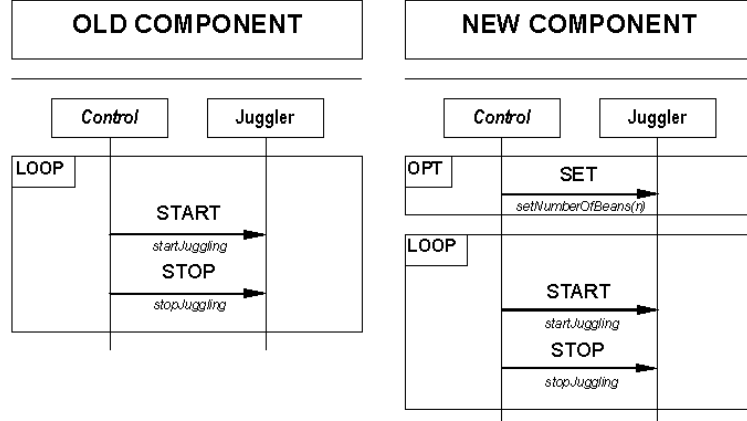 OLD COMPONENT
Control
Juggler
LOOP
START
startJuggling
STOP
stopJuggling
NEW COMPONENT
Control
Juggler
OPT
SET
setNumberOfBeans(n)
LOOP
START
startJuggling
STOP
stopJuggling